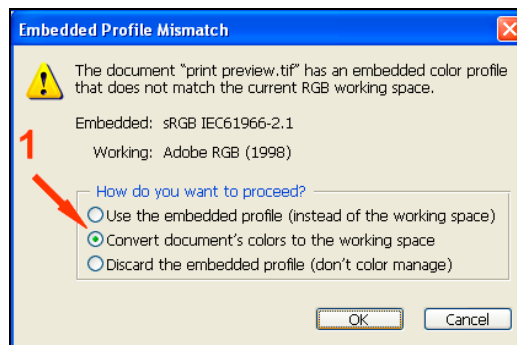 Embedded Profile Mismatch
The document "print preview.tif" has an embedded color profile
that does not match the current RGB working space.
Embedded: sRGB IEC61966-2.1
1
Working: Adobe RGB (1998)
How do you want to proceed?
Use the embedded profile (instead of the working space)
Convert document's colors to the working space
Discard the embedded profile (don't color manage)
OK Cancel